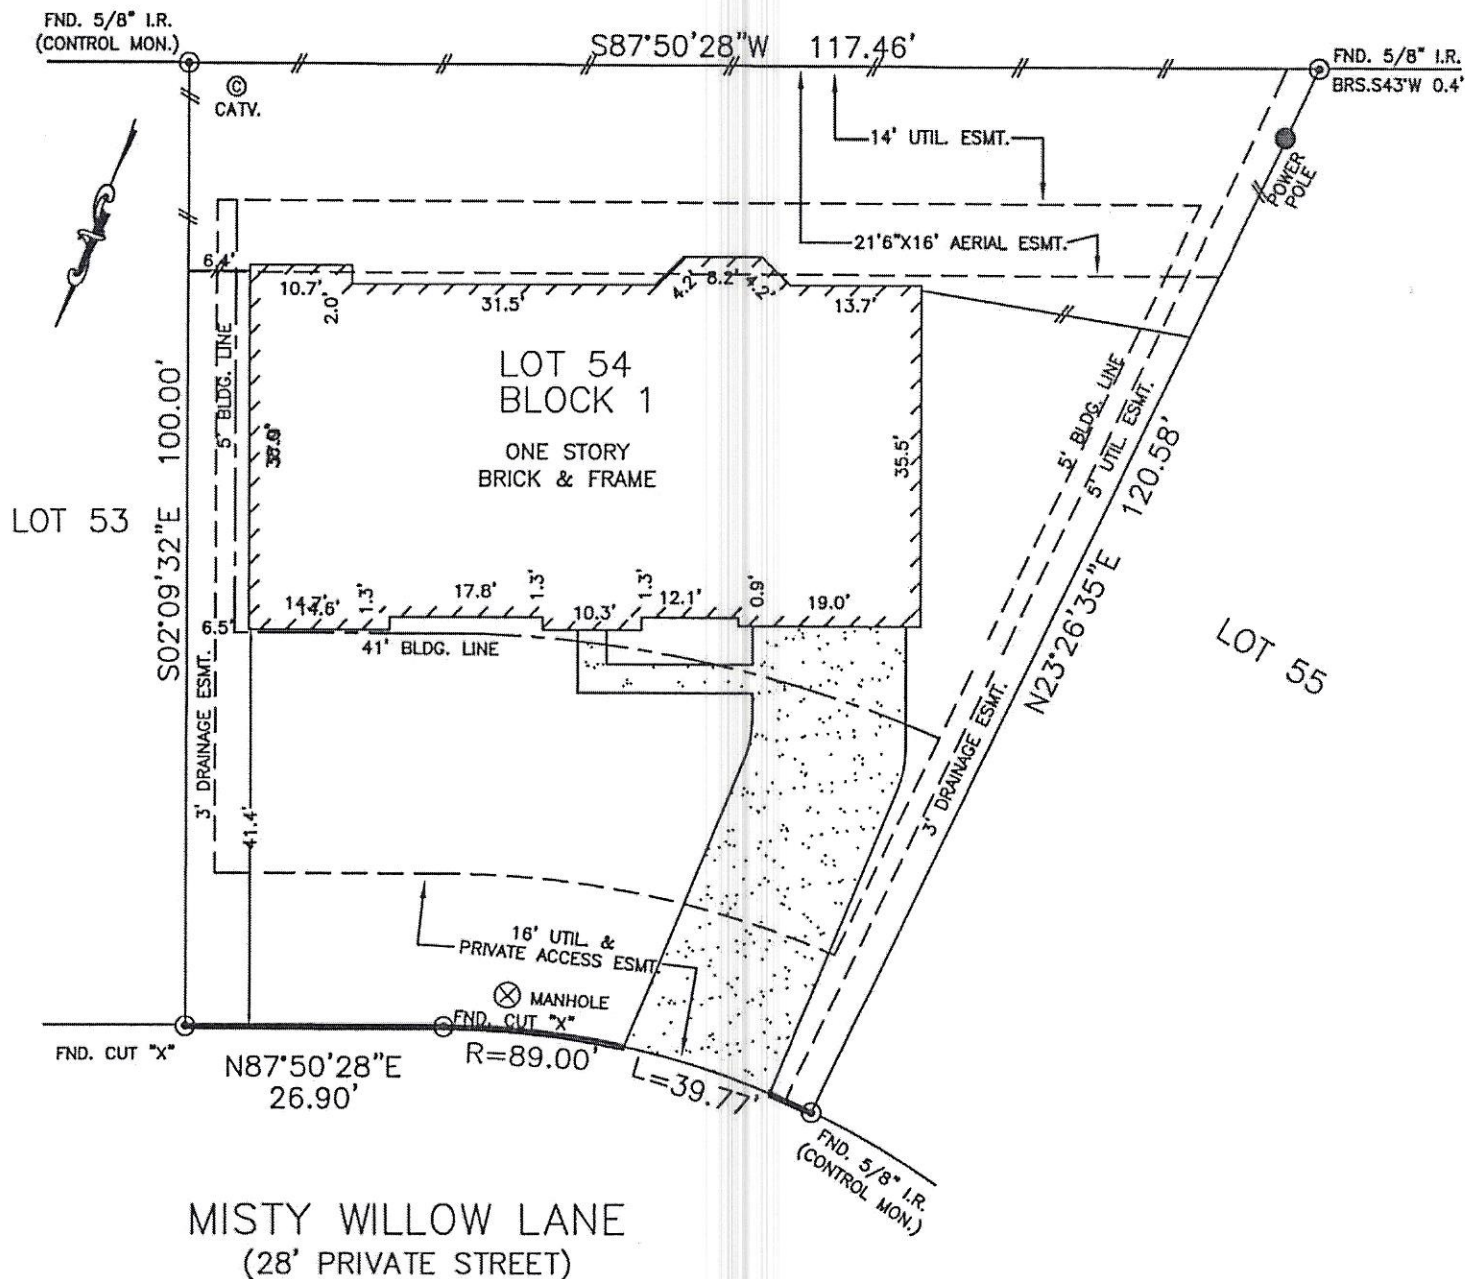 FND. 5/8" I.R.
(CONTROL MON.)
S87°50'28"W 117.46'
FND. 5/8" I.R.
BRS.S43°W 0.4'
©
CATV.
14' UTIL. ESMT.
POWER
POLE
21'6"X16' AERIAL ESMT.
6.4'
10.7'
2.0'
31.5'
4.2'
8.2'
4.2'
13.7'
5' BLDG. LINE
LOT 54
BLOCK 1
ONE STORY
BRICK & FRAME
35.5'
5' BLDG. LINE
5' UTIL. ESMT.
S02°09'32"E 100.00'
N23°26'35"E 120.58'
LOT 53
LOT 55
14.6'
1.3'
17.8'
1.3'
10.3'
1.3'
12.1'
0.9'
19.0'
6.5'
41' BLDG. LINE
3' DRAINAGE ESMT.
3' DRAINAGE ESMT.
41.4'
16' UTIL. &
PRIVATE ACCESS ESMT.
MANHOLE
FND. CUT "X"
FND. CUT "X"
N87°50'28"E
26.90'
R=89.00'
L=39.77'
FND. 5/8" I.R.
(CONTROL MON.)
MISTY WILLOW LANE
(28' PRIVATE STREET)